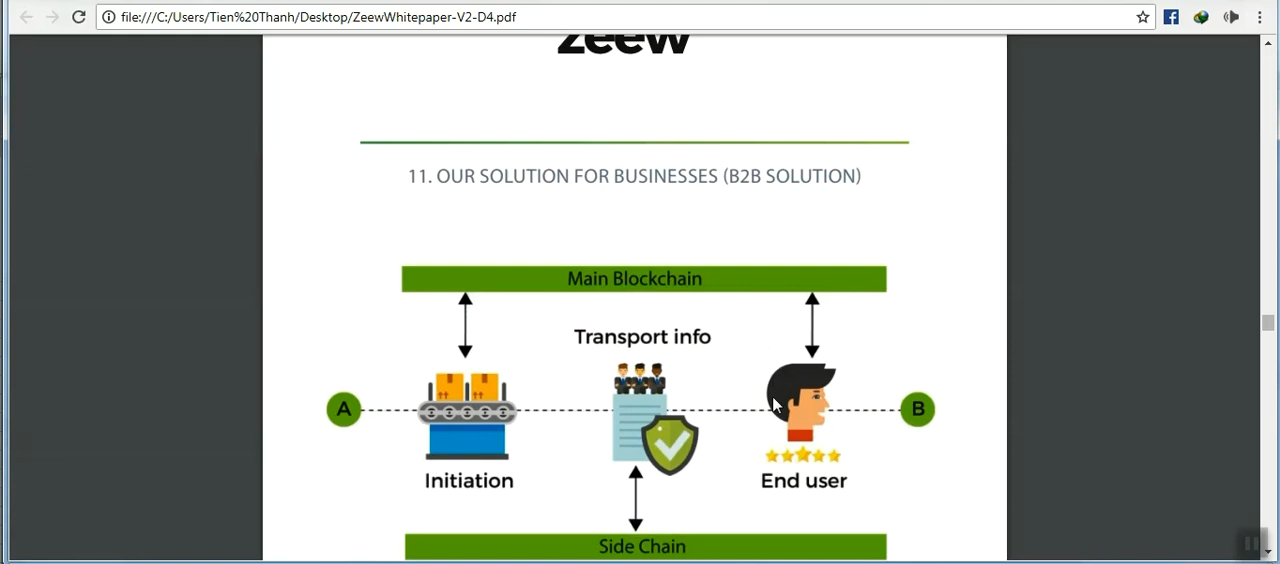 file:///C:/Users/Tien%20Thanh/Desktop/ZeewWhitepaper-V2-D4.pdf
zeew
11. OUR SOLUTION FOR BUSINESSES (B2B SOLUTION)
Main Blockchain
Transport info
A
B
Initiation
End user
Side Chain